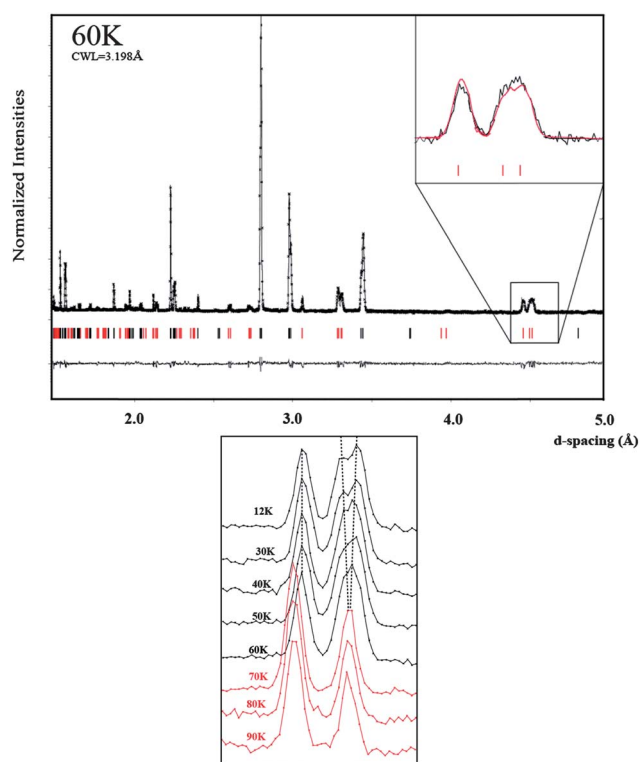 60K
CWL=3.198Å
Normalized Intensities
2.0 3.0 4.0 5.0
d-spacing (Å)
12K
30K
40K
50K
60K
70K
80K
90K